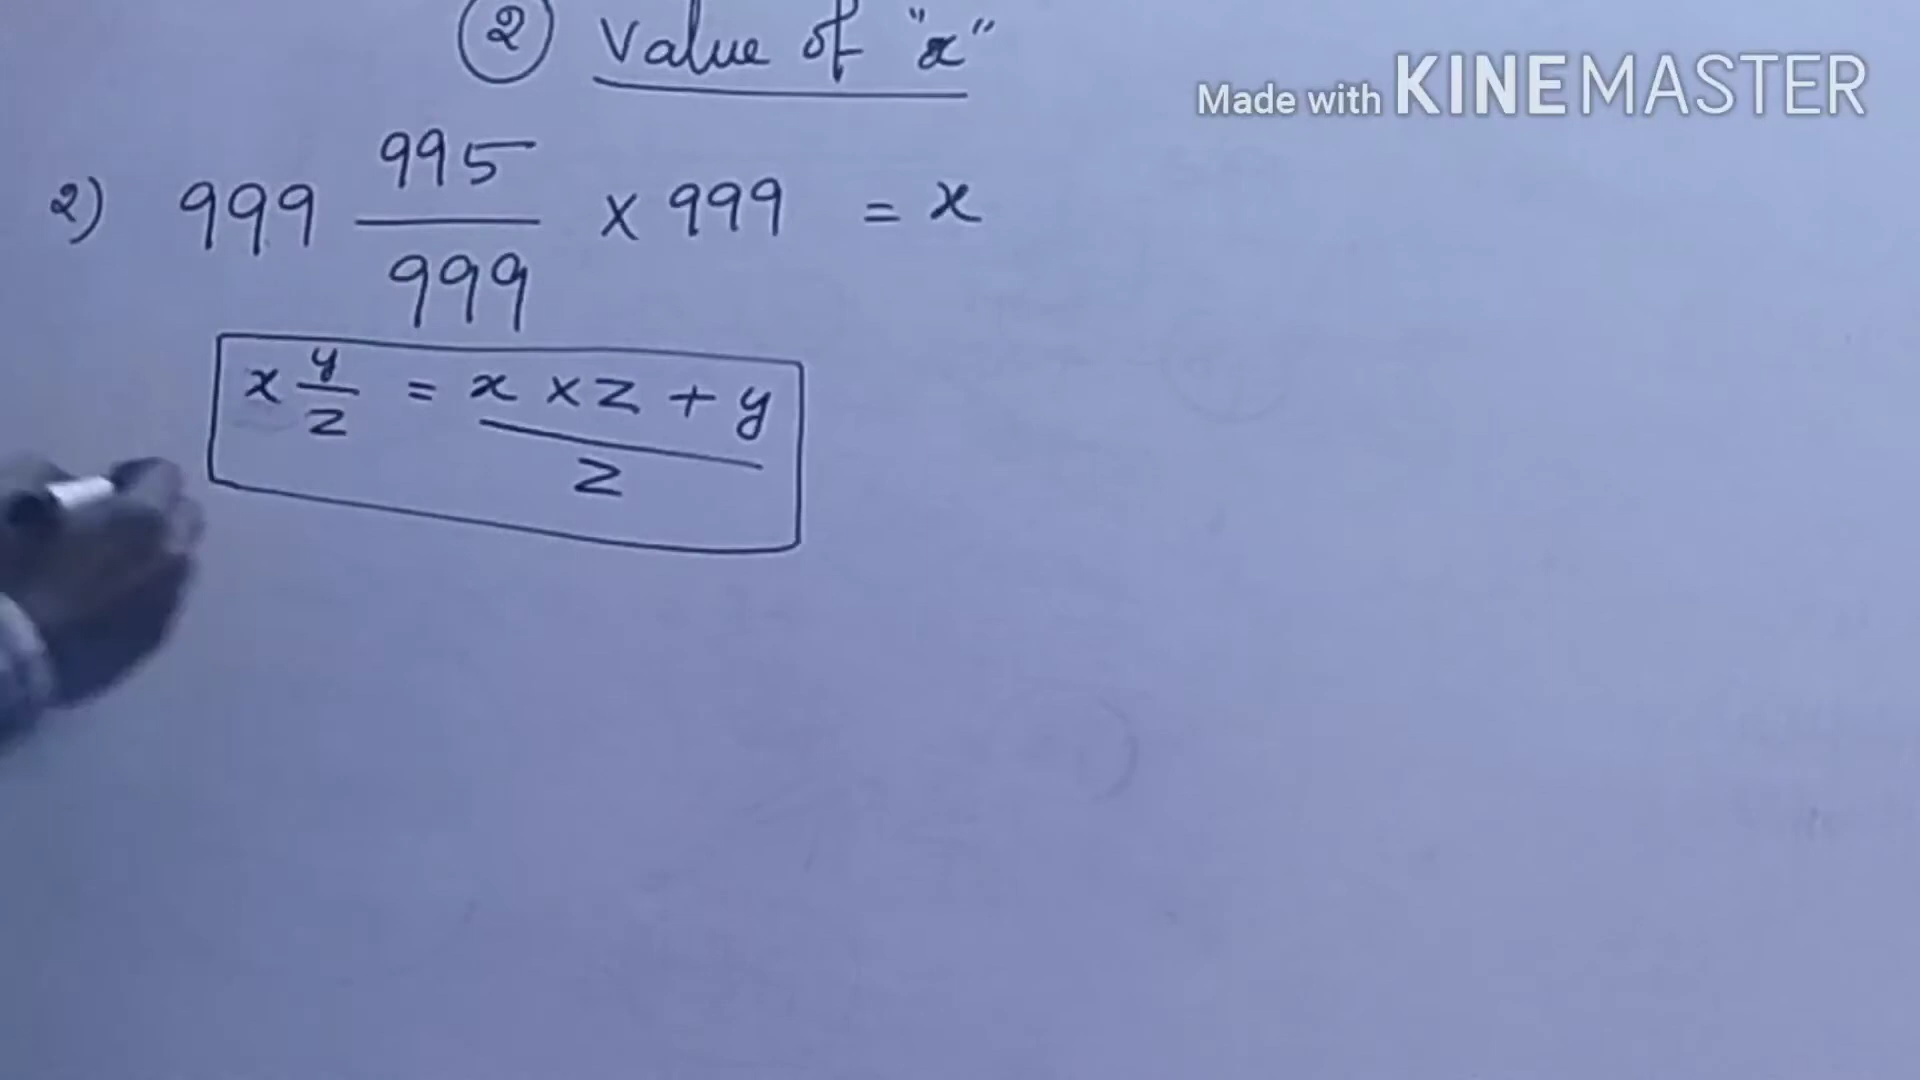 ② Value of "x"
Made with KINEMASTER
2) 999 995/999 × 999 = x
x y/z = x × z + y / z